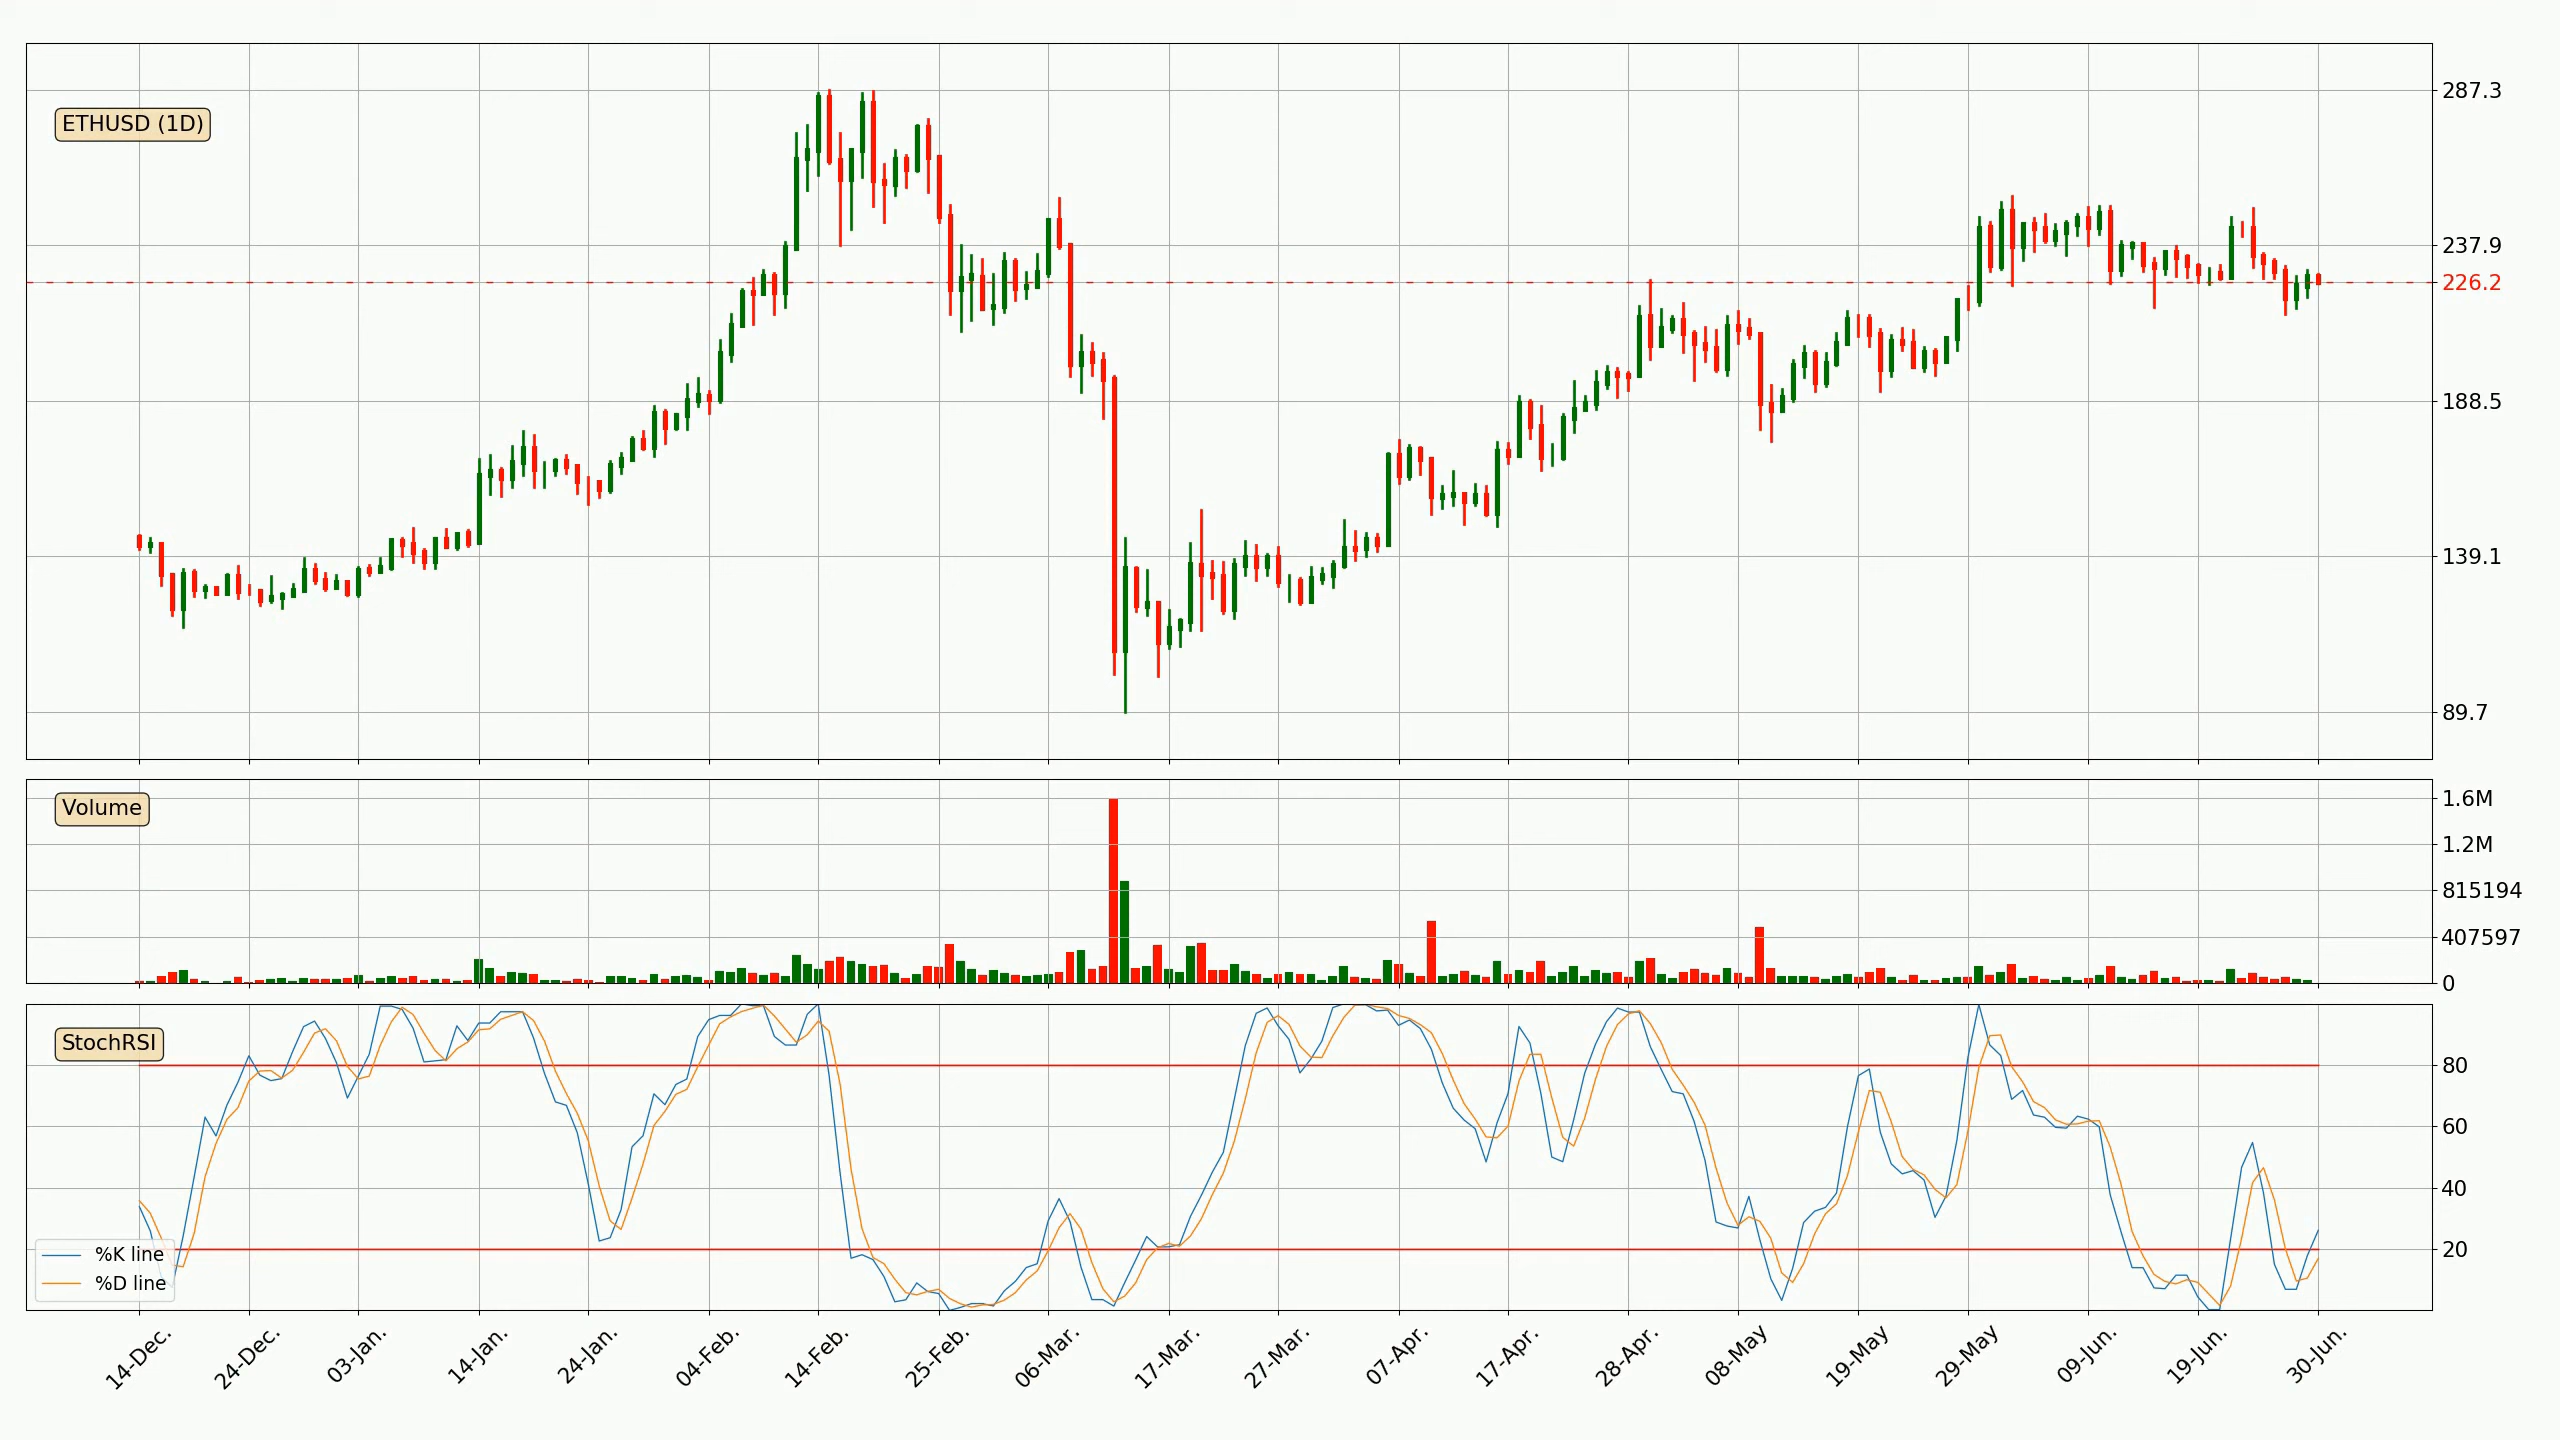 ETHUSD (1D)
287.3
237.9
226.2
188.5
139.1
89.7
Volume
1.6M
1.2M
815194
407597
0
StochRSI
80
60
40
20
%K line
%D line
14-Dec.
24-Dec.
03-Jan.
14-Jan.
24-Jan.
04-Feb.
14-Feb.
25-Feb.
06-Mar.
17-Mar.
27-Mar.
07-Apr.
17-Apr.
28-Apr.
08-May
19-May
29-May
09-Jun.
19-Jun.
30-Jun.